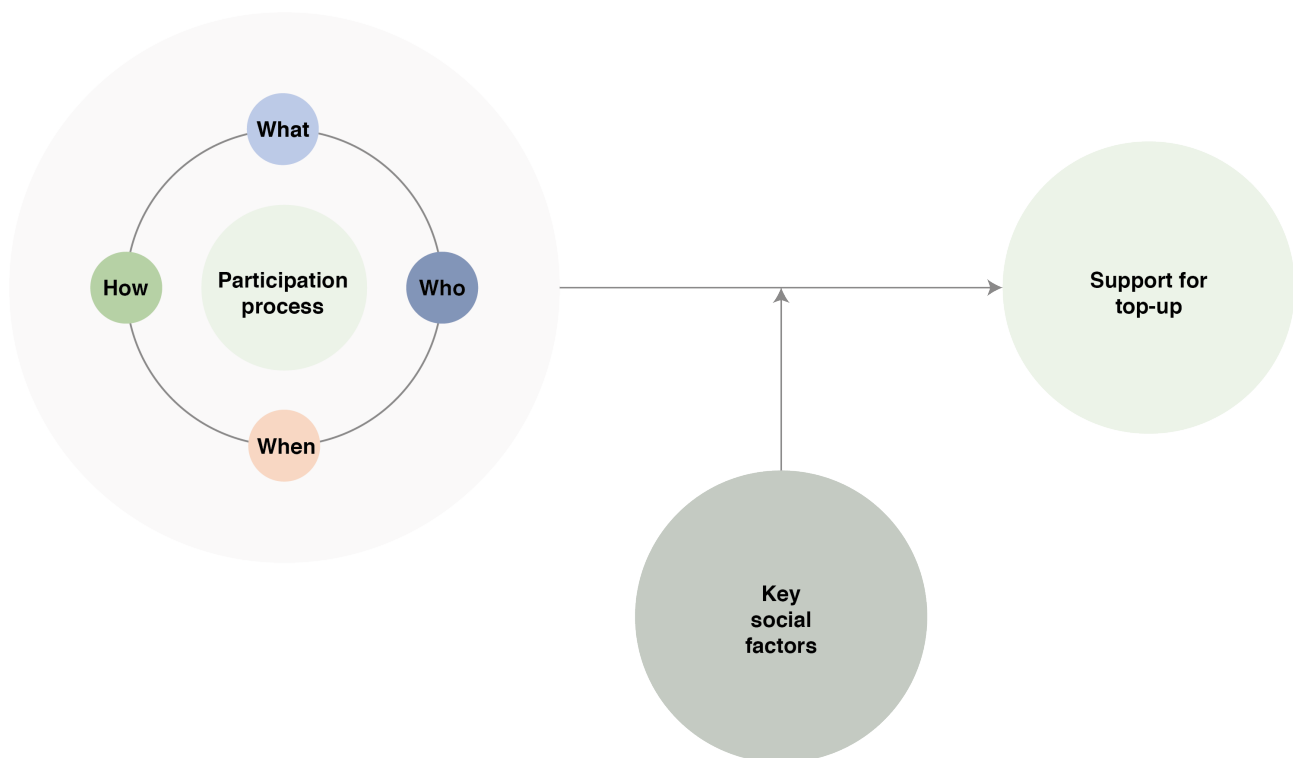 What
How
Participation
process
Who
When
Support for
top-up
Key
social
factors